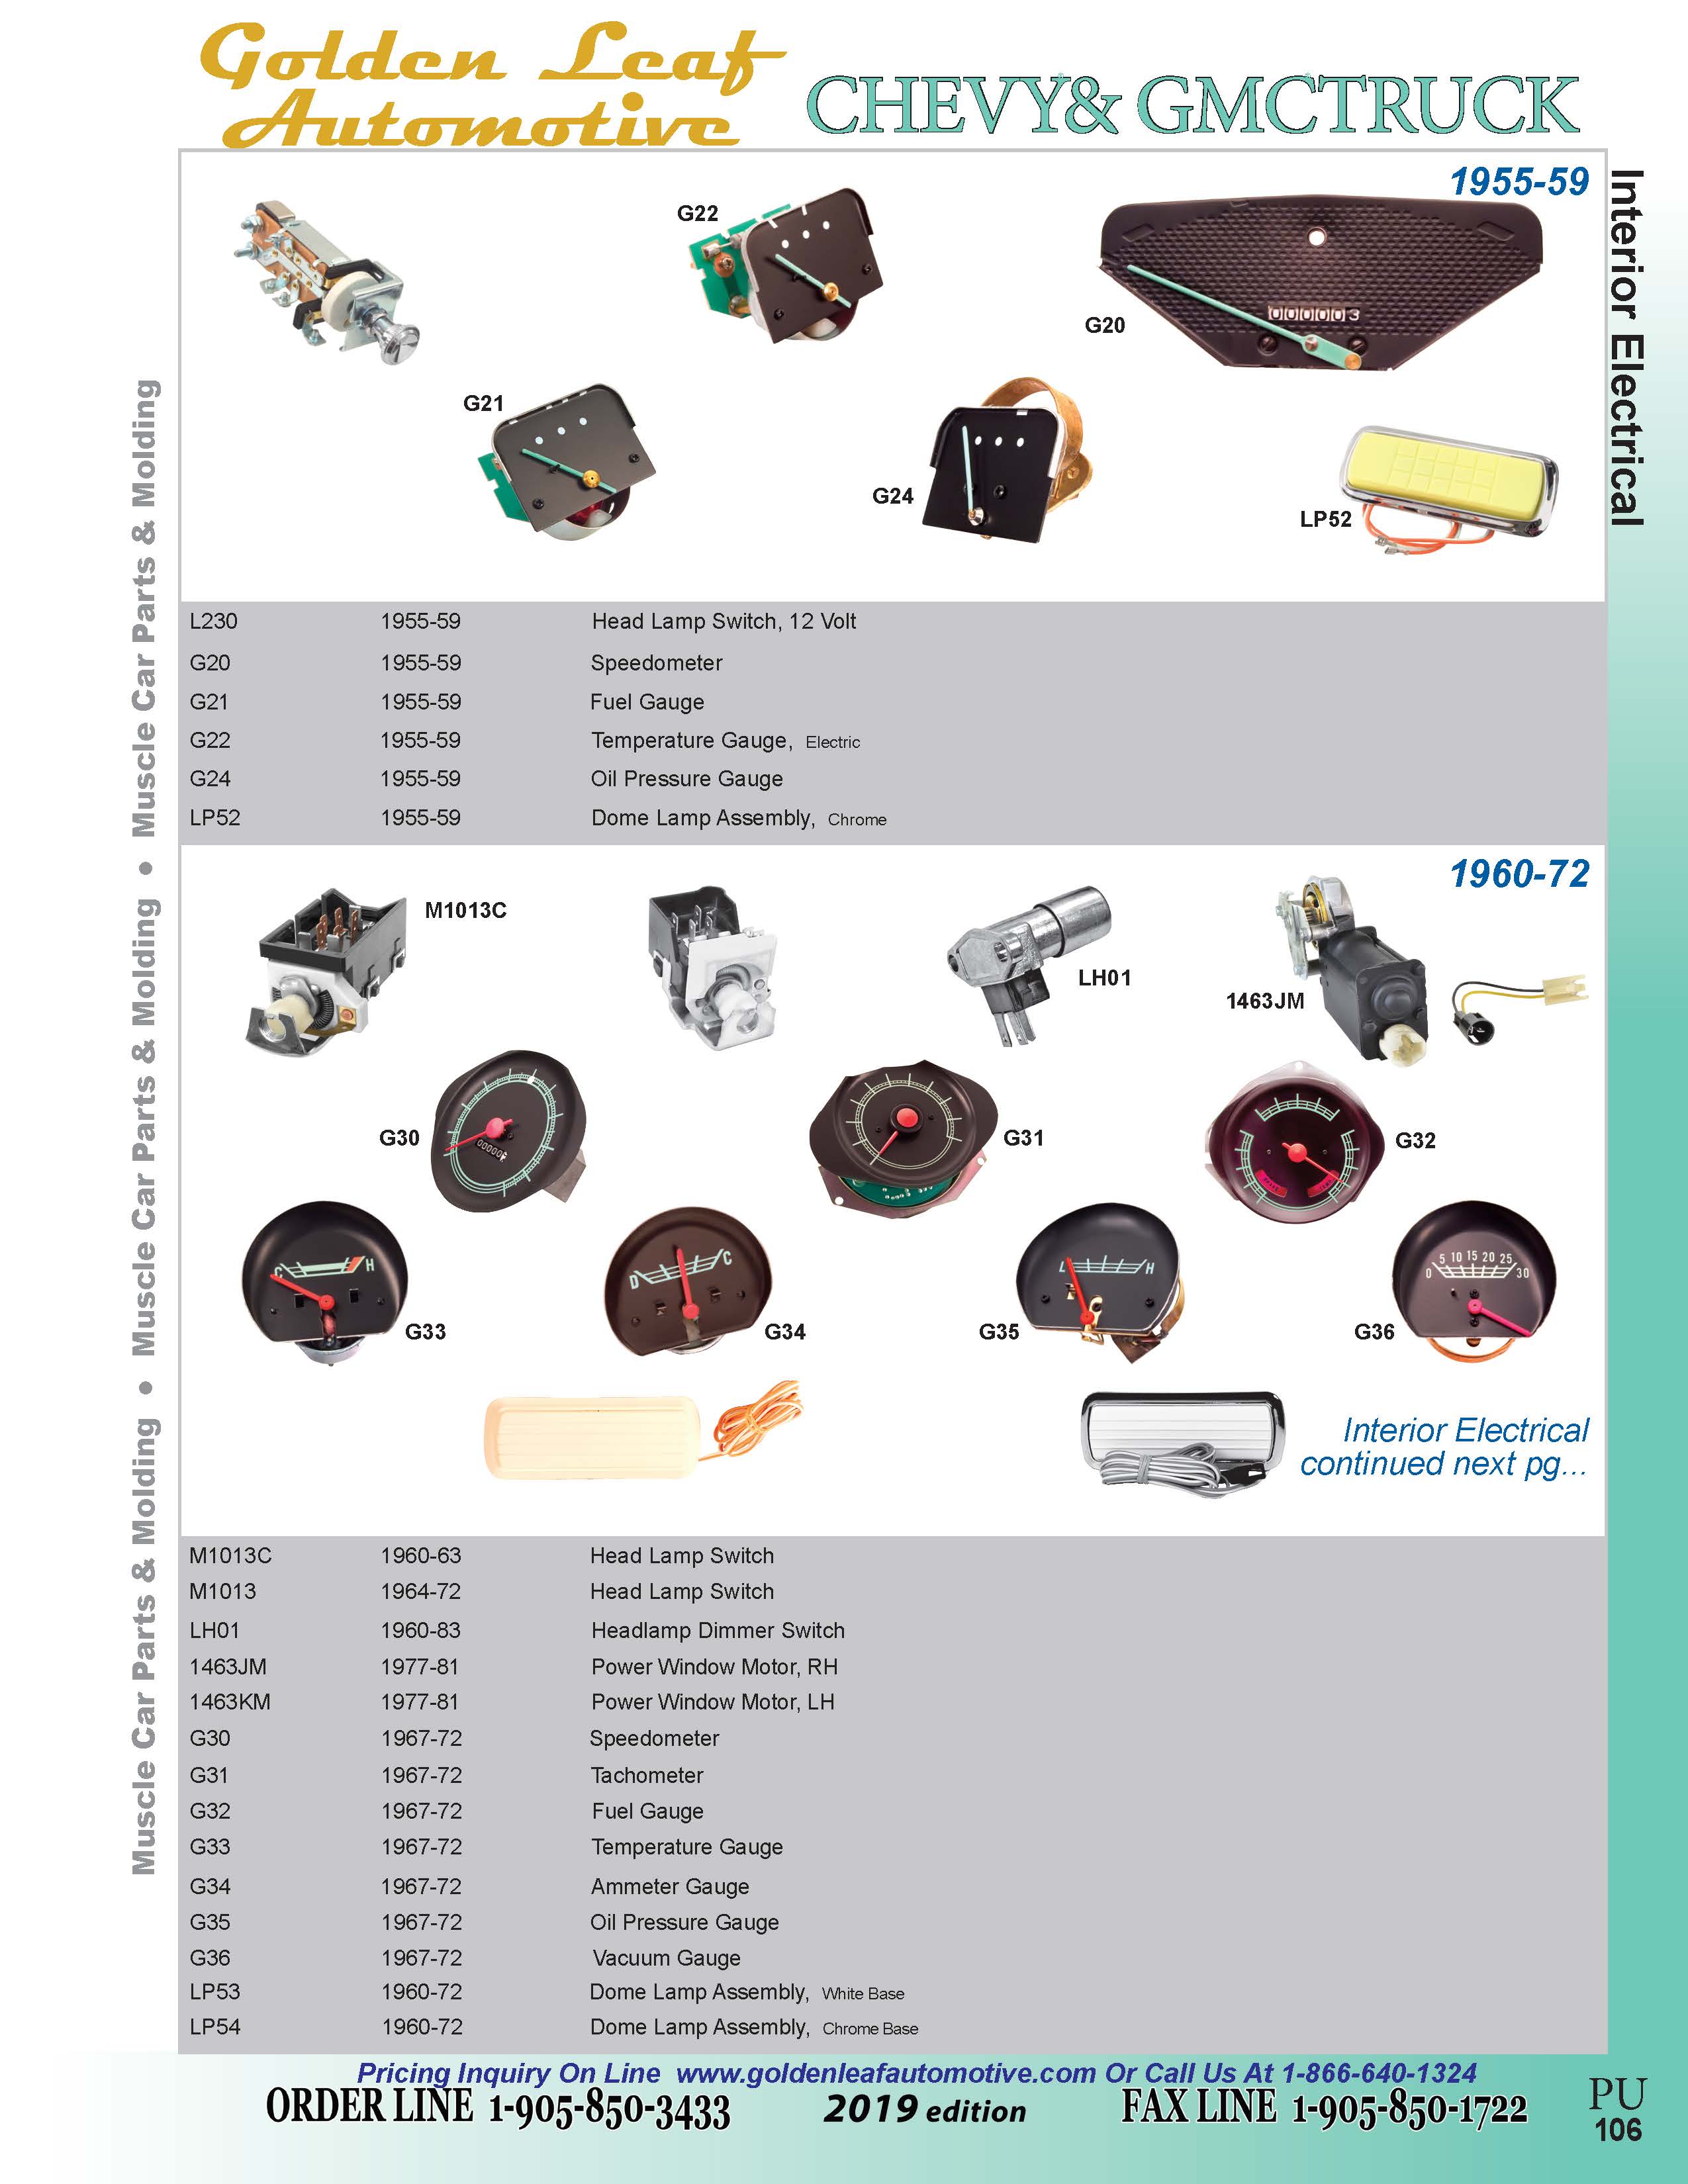 Golden Leaf
Automotive
CHEVY& GMCTRUCK
1955-59
Interior Electrical
Muscle Car Parts & Molding • Muscle Car Parts & Molding • Muscle Car Parts & Molding
G22
G20
000003
G21
G24
LP52
L230 1955-59 Head Lamp Switch, 12 Volt
G20 1955-59 Speedometer
G21 1955-59 Fuel Gauge
G22 1955-59 Temperature Gauge, Electric
G24 1955-59 Oil Pressure Gauge
LP52 1955-59 Dome Lamp Assembly, Chrome
1960-72
M1013C
LH01
1463JM
G30
G31
G32
C H
G33
D C
G34
L H
G35
0 5 10 15 20 25 30
G36
Interior Electrical
continued next pg...
M1013C 1960-63 Head Lamp Switch
M1013 1964-72 Head Lamp Switch
LH01 1960-83 Headlamp Dimmer Switch
1463JM 1977-81 Power Window Motor, RH
1463KM 1977-81 Power Window Motor, LH
G30 1967-72 Speedometer
G31 1967-72 Tachometer
G32 1967-72 Fuel Gauge
G33 1967-72 Temperature Gauge
G34 1967-72 Ammeter Gauge
G35 1967-72 Oil Pressure Gauge
G36 1967-72 Vacuum Gauge
LP53 1960-72 Dome Lamp Assembly, White Base
LP54 1960-72 Dome Lamp Assembly, Chrome Base
Pricing Inquiry On Line www.goldenleafautomotive.com Or Call Us At 1-866-640-1324
ORDER LINE 1-905-850-3433 2019 edition FAX LINE 1-905-850-1722
PU
106